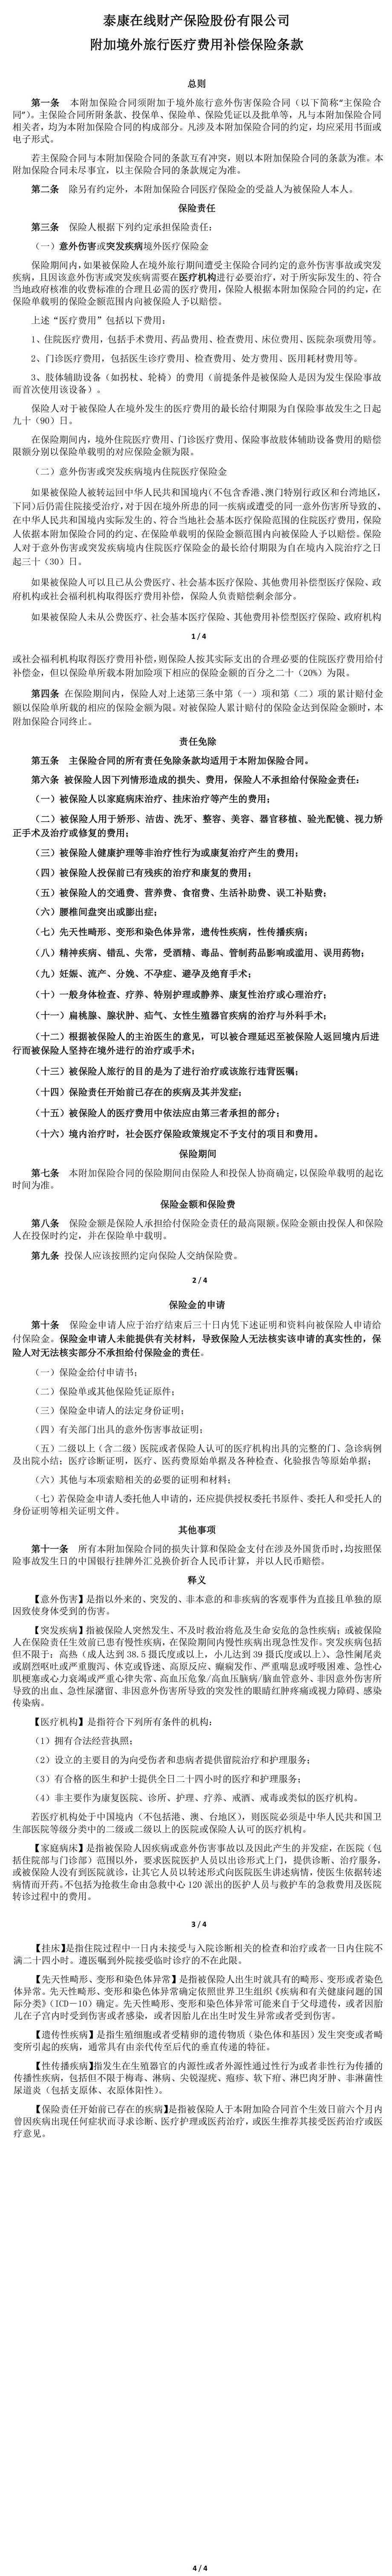 泰康在线财产保险股份有限公司
附加境外旅行医疗费用补偿保险条款
总则
第一条 本附加保险合同须附加于境外旅行意外伤害保险合同（以下简称“主保险合
同”）。主保险合同所附条款、投保单、保险单、保险凭证以及批单等，凡与本附加保险合同
相关者，均为本附加保险合同的构成部分。凡涉及本附加保险合同的约定，均应采用书面或
电子形式。
若主保险合同与本附加保险合同的条款互有冲突，则以本附加保险合同的条款为准。本
附加保险合同未尽事宜，以主保险合同的条款规定为准。
第二条 除另有约定外，本附加保险合同医疗保险金的受益人为被保险人本人。
保险责任
第三条 保险人根据下列约定承担保险责任：
（一）意外伤害或突发疾病境外医疗保险金
保险期间内，如果被保险人在境外旅行期间遭受主保险合同约定的意外伤害事故或突发
疾病，且因该意外伤害或突发疾病需要在医疗机构进行必要治疗，对于所实际发生的、符合
当地政府核准的收费标准的合理且必需的医疗费用，保险人根据本附加保险合同的约定，在
保险单载明的保险金额范围内向被保险人予以赔偿。
上述“医疗费用”包括以下费用：
1、住院医疗费用，包括手术费用、药品费用、检查费用、床位费用、医院杂项费用等。
2、门诊医疗费用，包括医生诊疗费用、检查费用、处方费用、医用耗材费用等。
3、肢体辅助设备（如拐杖、轮椅）的费用（前提条件是被保险人是因为发生保险事故
而首次使用该设备）。
保险人对于被保险人在境外发生的医疗费用的最长给付期限为自保险事故发生之日起
九十（90）日。
在保险期间内，境外住院医疗费用、门诊医疗费用、保险事故肢体辅助设备费用的赔偿
限额分别以保险单载明的对应保险金额为限。
（二）意外伤害或突发疾病境内住院医疗保险金
如果被保险人被转运回中华人民共和国境内（不包含香港、澳门特别行政区和台湾地区，
下同）后仍需住院接受治疗，对于因在境外所患的同一疾病或遭受的同一意外伤害所导致的、
在中华人民共和国境内实际发生的、符合当地社会基本医疗保险范围的住院医疗费用，保险
人依据本附加保险合同的约定、在保险单载明的保险金额范围内向被保险人予以赔偿。保险
人对于意外伤害或突发疾病境内住院医疗保险金的最长给付期限为自在境内入院治疗之日
起三十（30）日。
如果被保险人可以且已从公费医疗、社会基本医疗保险、其他费用补偿型医疗保险、政
府机构或社会福利机构取得医疗费用补偿，保险人负责赔偿剩余部分。
如果被保险人未从公费医疗、社会基本医疗保险、其他费用补偿型医疗保险、政府机构
1 / 4
或社会福利机构取得医疗费用补偿，则保险人按其实际支出的合理必要的住院医疗费用给付
补偿金，但以保险单所载本附加险项下相应的保险金额的百分之二十（20%）为限。
第四条 在保险期间内，保险人对上述第三条中第（一）项和第（二）项的累计赔付金
额以保险单所载的相应的保险金额为限。对被保险人累计赔付的保险金达到保险金额时，本
附加保险合同终止。
责任免除
第五条 主保险合同的所有责任免除条款均适用于本附加保险合同。
第六条 被保险人因下列情形造成的损失、费用，保险人不承担给付保险金责任：
（一）被保险人以家庭病床治疗、挂床治疗等产生的费用；
（二）被保险人用于矫形、洁齿、洗牙、整容、美容、器官移植、验光配镜、视力矫
正手术及治疗或修复的费用；
（三）被保险人健康护理等非治疗性行为或康复治疗产生的费用；
（四）被保险人投保前已有残疾的治疗和康复的费用；
（五）被保险人的交通费、营养费、食宿费、生活补助费、误工补贴费；
（六）腰椎间盘突出或膨出症；
（七）先天性畸形、变形和染色体异常，遗传性疾病，性传播疾病；
（八）精神疾病、错乱、失常，受酒精、毒品、管制药品影响或滥用、误用药物；
（九）妊娠、流产、分娩、不孕症、避孕及绝育手术；
（十）一般身体检查、疗养、特别护理或静养、康复性治疗或心理治疗；
（十一）扁桃腺、腺状肿、疝气、女性生殖器官疾病的治疗与外科手术；
（十二）根据被保险人的主治医生的意见，可以被合理延迟至被保险人返回境内后进
行而被保险人坚持在境外进行的治疗或手术；
（十三）被保险人旅行的目的是为了进行治疗或该旅行违背医嘱；
（十四）保险责任开始前已存在的疾病及其并发症；
（十五）被保险人的医疗费用中依法应由第三者承担的部分；
（十六）境内治疗时，社会医疗保险政策规定不予支付的项目和费用。
保险期间
第七条 本附加保险合同的保险期间由保险人和投保人协商确定，以保险单载明的起讫
时间为准。
保险金额和保险费
第八条 保险金额是保险人承担给付保险金责任的最高限额。保险金额由投保人和保险
人在投保时约定，并在保险单中载明。
第九条 投保人应该按照约定向保险人交纳保险费。
2 / 4
保险金的申请
第十条 保险金申请人应于治疗结束后三十日内凭下述证明和资料向被保险人申请给
付保险金。保险金申请人未能提供有关材料，导致保险人无法核实该申请的真实性的，保
险人对无法核实部分不承担给付保险金的责任。
（一）保险金给付申请书；
（二）保险单或其他保险凭证原件；
（三）保险金申请人的法定身份证明；
（四）有关部门出具的意外伤害事故证明；
（五）二级以上（含二级）医院或者保险人认可的医疗机构出具的完整的门、急诊病例
及出院小结；医疗诊断证明，医疗、医药费原始单据及各种检查、化验报告等原始单据；
（六）其他与本项索赔相关的必要的证明和材料；
（七）若保险金申请人委托他人申请的，还应提供授权委托书原件、委托人和受托人的
身份证明等相关证明文件。
其他事项
第十一条 所有本附加保险合同的损失计算和保险金支付在涉及外国货币时，均按照保
险事故发生日的中国银行挂牌外汇兑换价折合人民币计算，并以人民币赔偿。
释义
【意外伤害】是指以外来的、突发的、非本意的和非疾病的客观事件为直接且单独的原
因致使身体受到的伤害。
【突发疾病】指被保险人突然发生、不及时救治将危及生命安危的急性疾病；或被保险
人在保险责任生效前已患有慢性疾病，在保险期间内慢性疾病出现急性发作。突发疾病包括
但不限于：高热（成人达到 38.5 摄氏度或以上，小儿达到 39 摄氏度或以上）、急性阑尾炎
或剧烈呕吐或严重腹泻、休克或昏迷、高原反应、癫痫发作、严重喘息或呼吸困难、急性心
肌梗塞或心力衰竭或严重心律失常、高血压危象/高血压脑病/脑血管意外、非因意外伤害所
导致的出血、急性尿潴留、非因意外伤害所导致的突发性的眼睛红肿疼痛或视力障碍、感染
传染病。
【医疗机构】是指符合下列所有条件的机构：
（1）拥有合法经营执照；
（2）设立的主要目的为向受伤者和患病者提供留院治疗和护理服务；
（3）有合格的医生和护士提供全日二十四小时的医疗和护理服务；
（4）非主要作为康复医院、诊所、护理、疗养、戒酒、戒毒或类似的医疗机构。
若医疗机构处于中国境内（不包括港、澳、台地区），则医院必须是中华人民共和国卫
生部医院等级分类中的二级或二级以上的医院或保险人认可的医疗机构。
【家庭病床】是指被保险人因疾病或意外伤害事故以及因此产生的并发症，在医院（包
括住院部与门诊部）范围以外，要求医院医护人员以出诊形式上门，提供诊断、治疗服务，
或被保险人没有到医院就诊，让其它人员以转述形式向医院医生讲述病情，使医生依据转述
病情而开药。不包括为抢救生命由急救中心 120 派出的医护人员与救护车的急救费用及医院
转诊过程中的费用。
3 / 4
【挂床】是指住院过程中一日内未接受与入院诊断相关的检查和治疗或者一日内住院不
满二十四小时。遵医嘱到外院接受临时诊疗的不在此限。
【先天性畸形、变形和染色体异常】是指被保险人出生时就具有的畸形、变形或者染色
体异常。先天性畸形、变形和染色体异常确定依照世界卫生组织《疾病和有关健康问题的国
际分类》（ICD－10）确定。先天性畸形、变形和染色体异常可能来自于父母遗传，或者因胎
儿在子宫内时受到伤害或者感染，或者因胎儿在出生时发生异常或者受到伤害。
【遗传性疾病】是指生殖细胞或者受精卵的遗传物质（染色体和基因）发生突变或者畸
变所引起的疾病，通常具有由亲代传至后代的垂直传递的特征。
【性传播疾病】指发生在生殖器官的内源性或者外源性通过性行为或者非性行为传播的
传播性疾病，包括但不限于梅毒、淋病、尖锐湿疣、疱疹、软下疳、淋巴肉牙肿、非淋菌性
尿道炎（包括支原体、衣原体阳性）。
【保险责任开始前已存在的疾病】是指被保险人于本附加险合同首个生效日前六个月内
曾因疾病出现任何症状而寻求诊断、医疗护理或医药治疗，或医生推荐其接受医药治疗或医
疗意见。
4 / 4